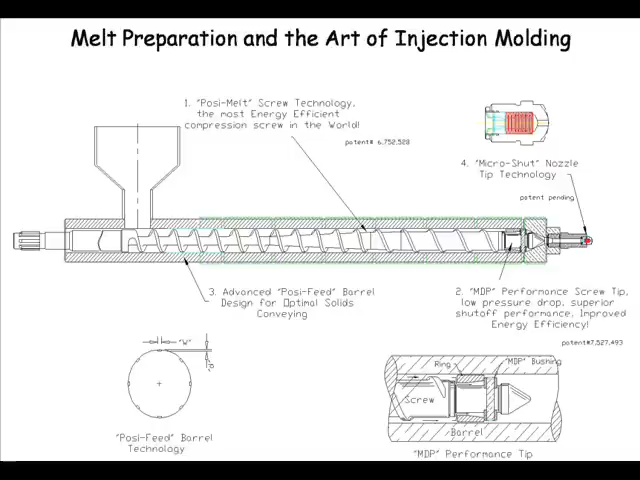 Melt Preparation and the Art of Injection Molding
1. "Posi-Melt" Screw Technology,
the most Energy Efficient
compression screw in the World!
patent# 6,752,528
4. "Micro-Shut" Nozzle
Tip Technology
patent pending
3. Advanced "Posi-Feed" Barrel
Design for Optimal Solids
Conveying
2. "MDP" Performance Screw Tip,
low pressure drop, superior
shutoff performance, Improved
Energy Efficiency!
patent#7,527,493
"W"
"Posi-Feed" Barrel
Technology
Ring
"MDP" Bushing
Screw
Barrel
"MDP" Performance Tip